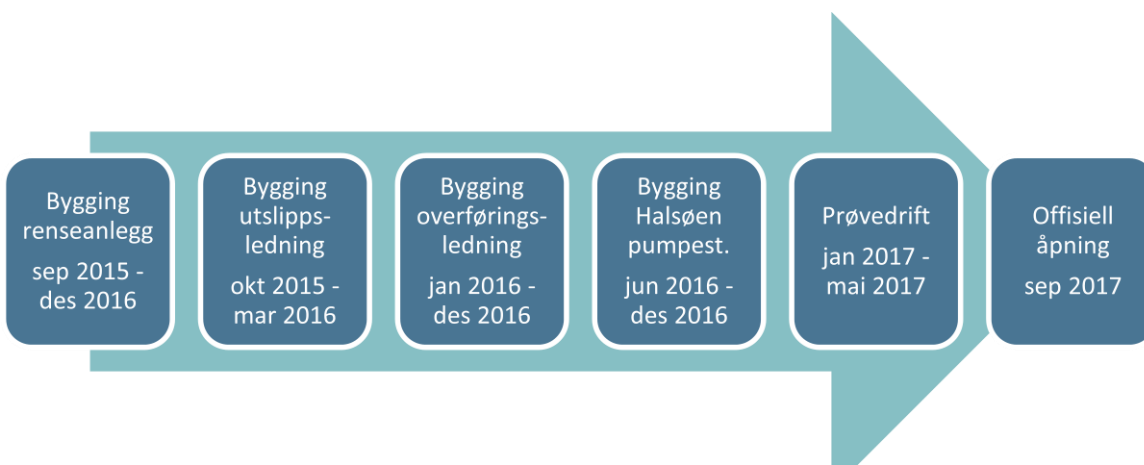 Bygging
renseanlegg
sep 2015 -
des 2016
Bygging
utslipps-
ledning
okt 2015 -
mar 2016
Bygging
overførings-
ledning
jan 2016 -
des 2016
Bygging
Halsøen
pumpest.
jun 2016 -
des 2016
Prøvedrift
jan 2017 -
mai 2017
Offisiell
åpning
sep 2017